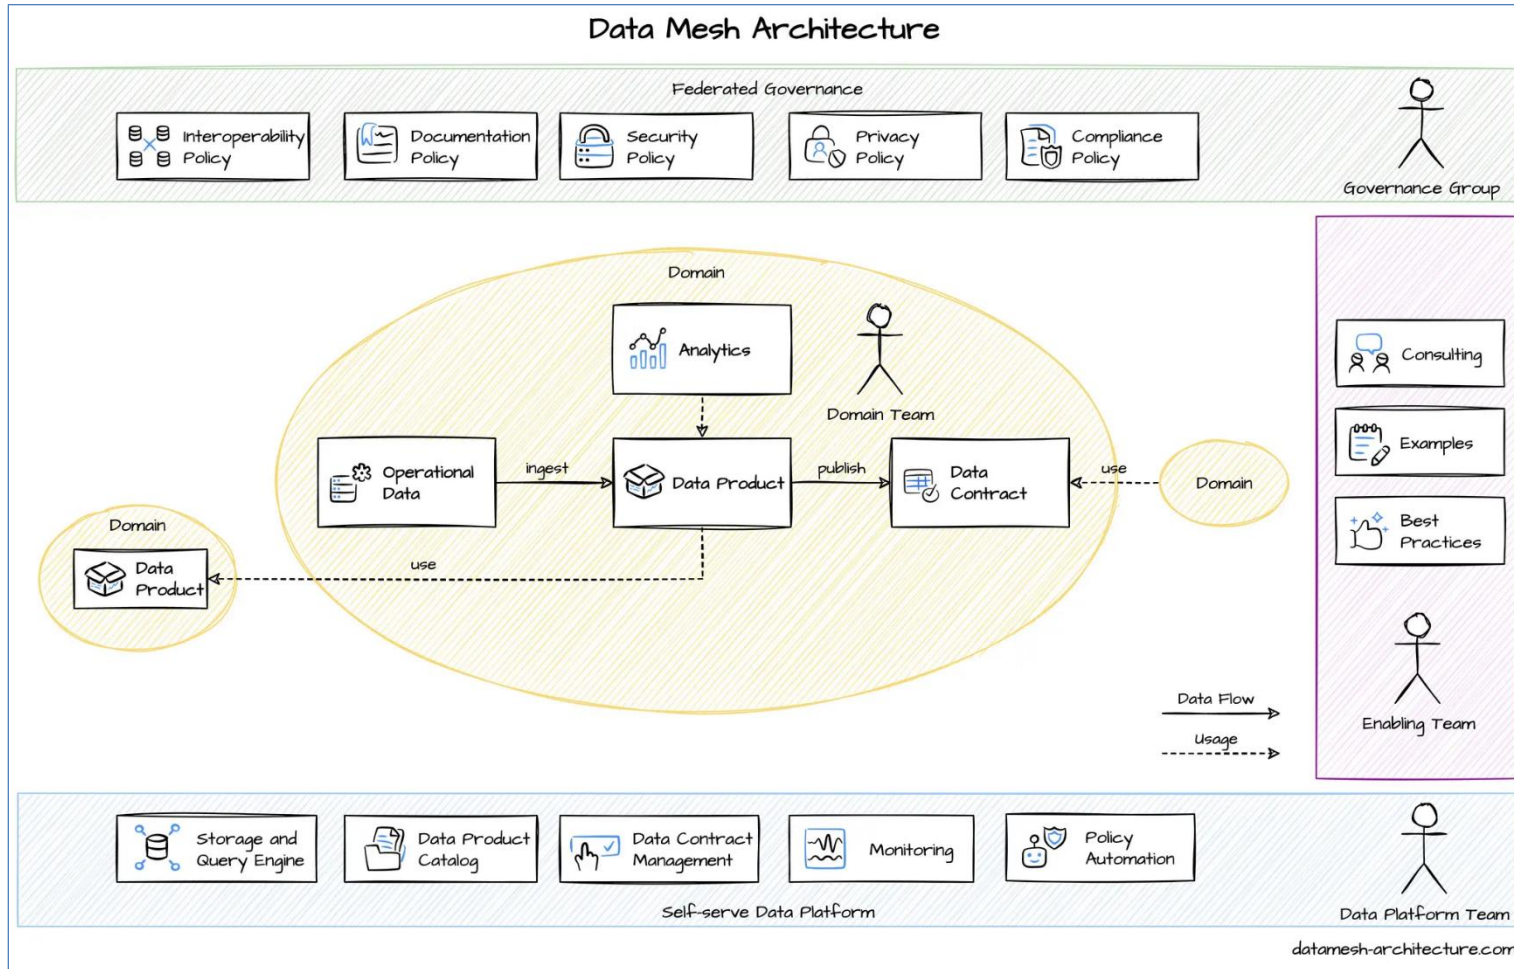 Data Mesh Architecture
Federated Governance
Interoperability
Policy
Documentation
Policy
Security
Policy
Privacy
Policy
Compliance
Policy
Governance Group
Domain
Analytics
Domain Team
Operational
Data
ingest
Data Product
publish
Data
Contract
use
Domain
Domain
Data
Product
use
Consulting
Examples
Best
Practices
Enabling Team
Data Flow
Usage
Storage and
Query Engine
Data Product
Catalog
Data Contract
Management
Monitoring
Policy
Automation
Self-serve Data Platform
Data Platform Team
datamesh-architecture.com